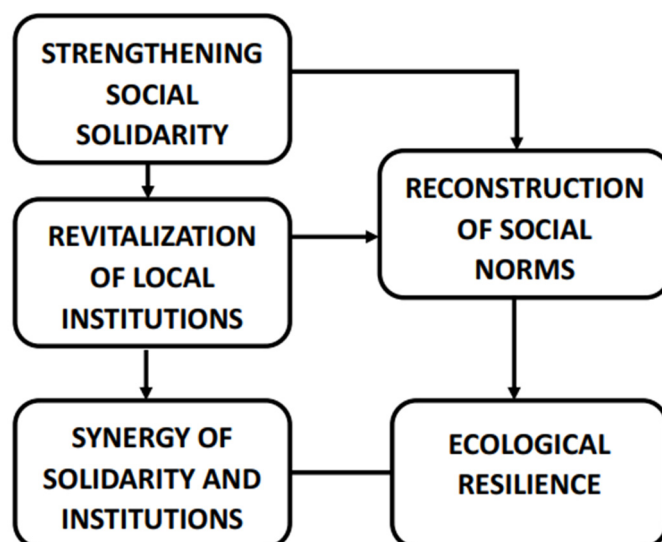 STRENGTHENING
SOCIAL
SOLIDARITY
REVITALIZATION
OF LOCAL
INSTITUTIONS
SYNERGY OF
SOLIDARITY AND
INSTITUTIONS
RECONSTRUCTION
OF SOCIAL
NORMS
ECOLOGICAL
RESILIENCE